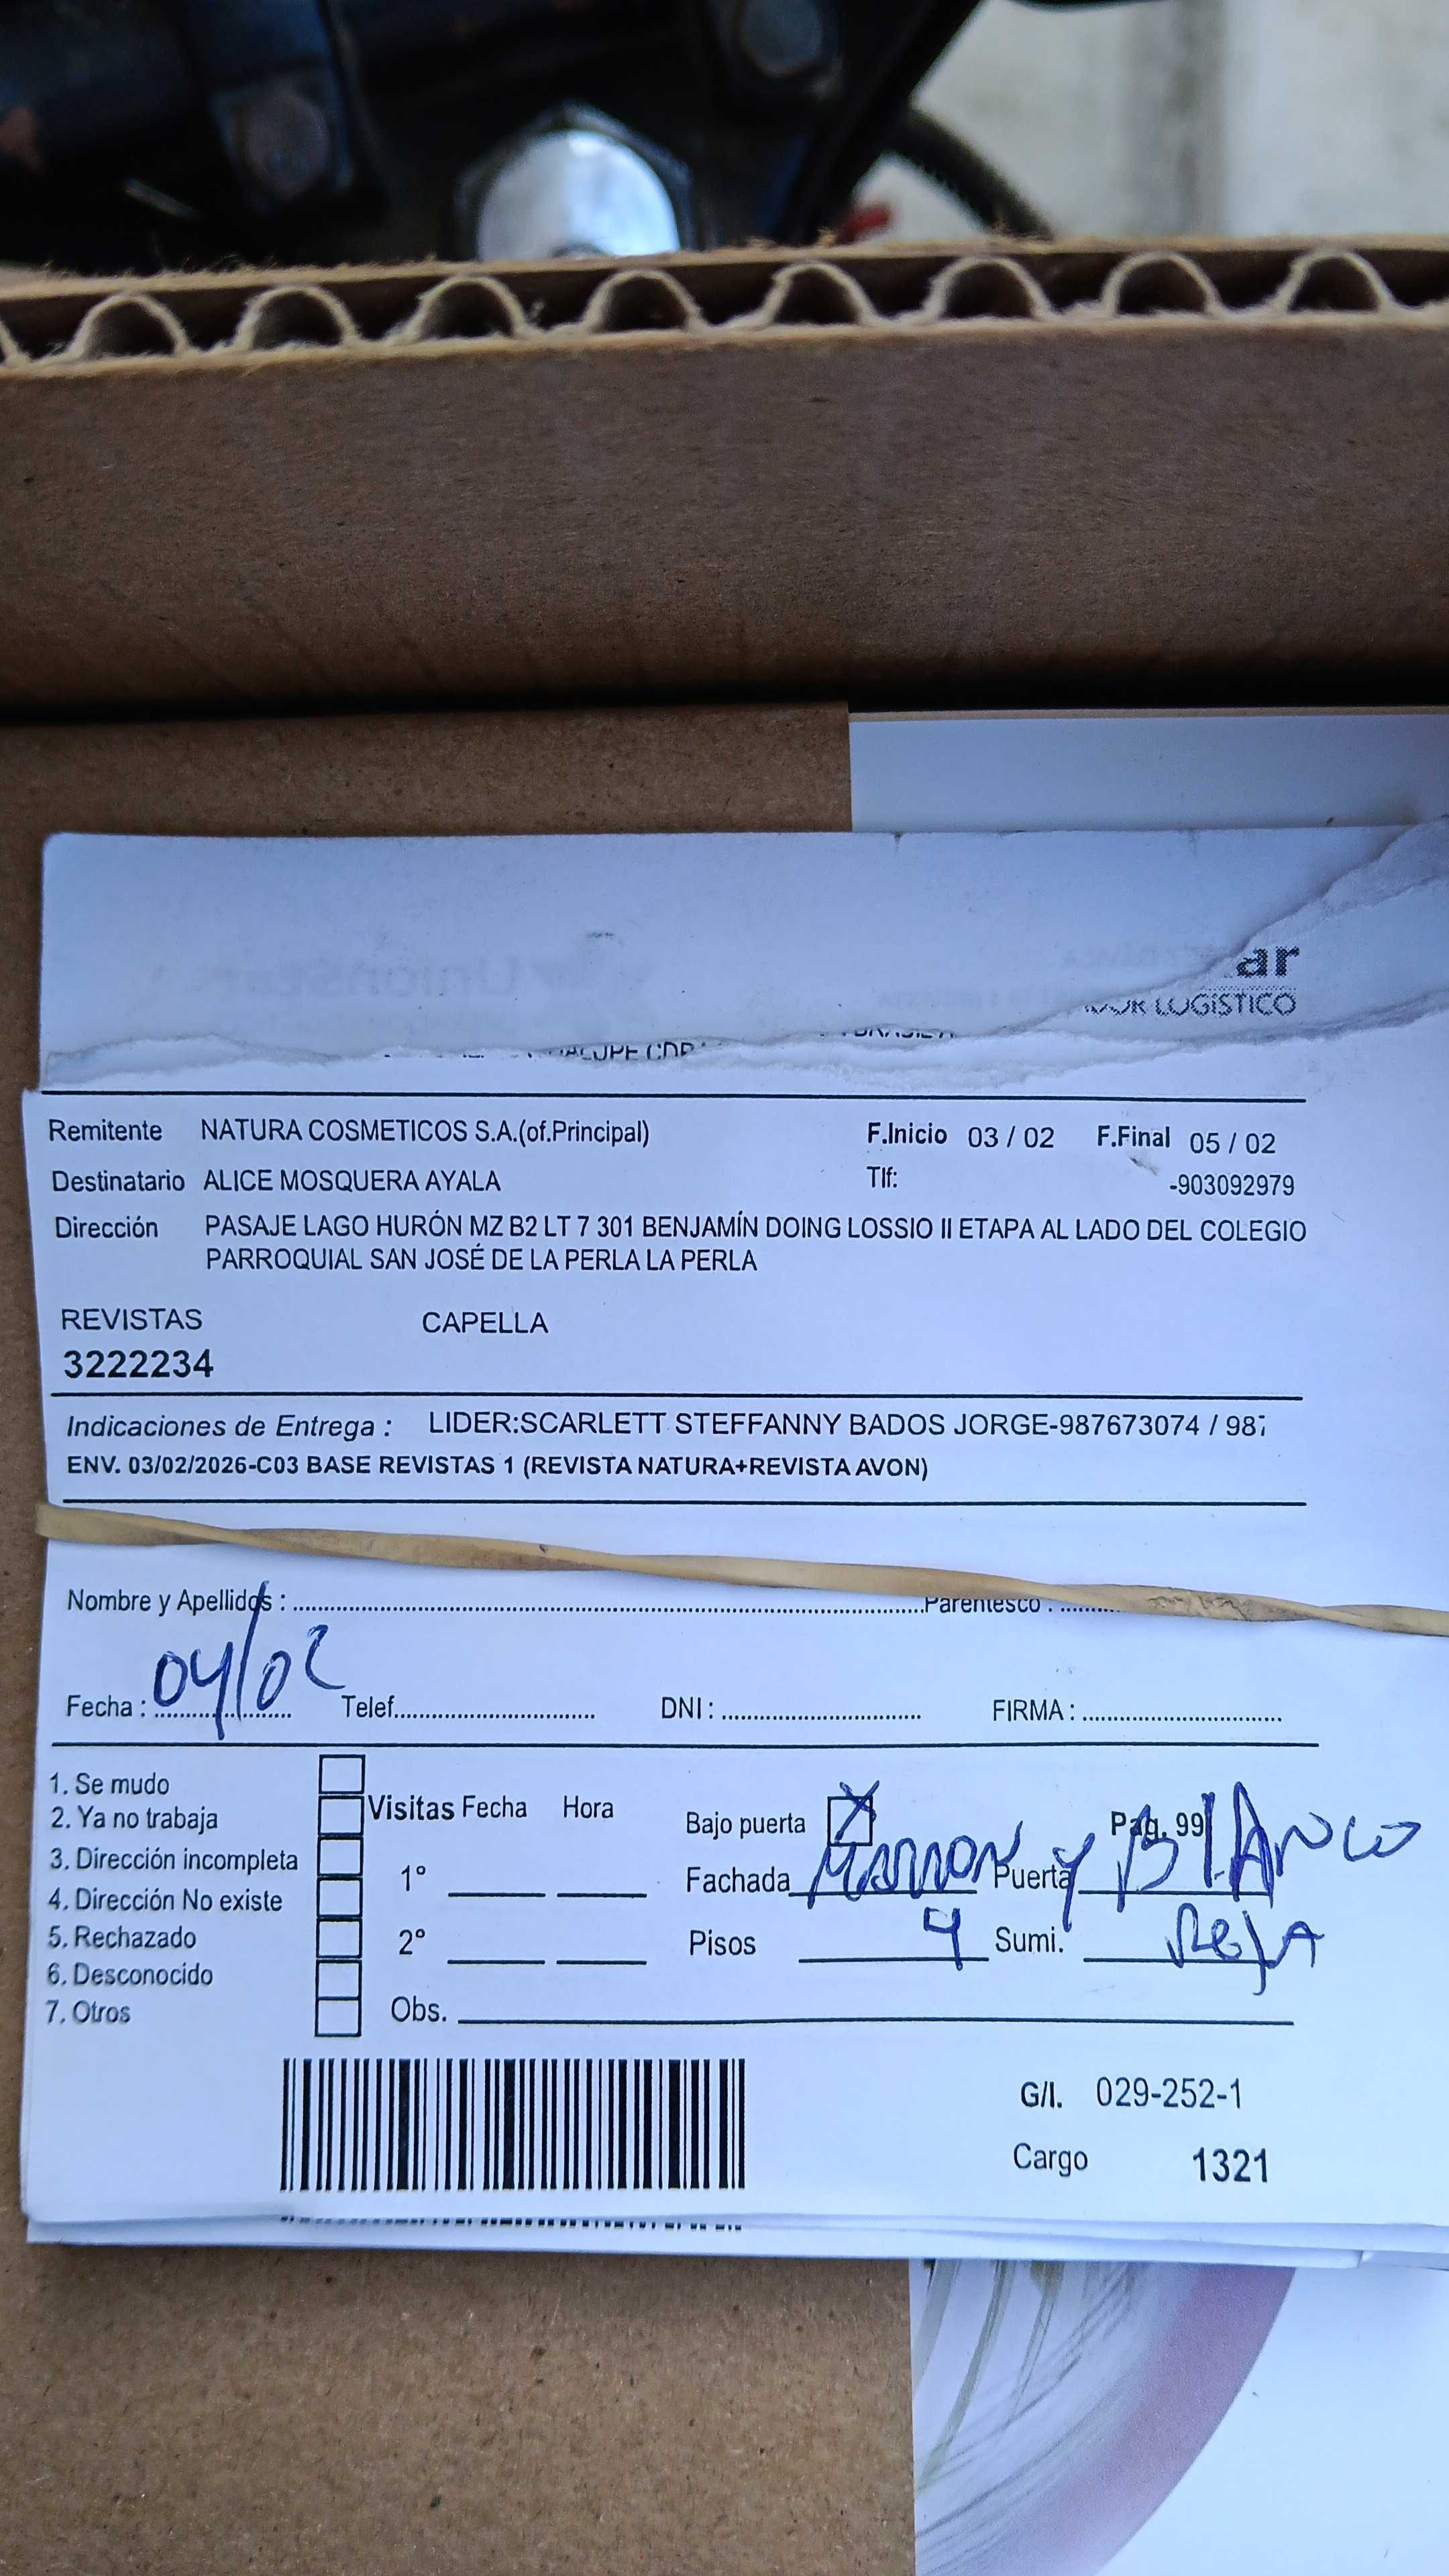 ar
LOGÍSTICO
Remitente NATURA COSMETICOS S.A.(of.Principal) F.Inicio 03 / 02 F.Final 05 / 02
Destinatario ALICE MOSQUERA AYALA Tlf: -903092979
Dirección PASAJE LAGO HURÓN MZ B2 LT 7 301 BENJAMÍN DOING LOSSIO II ETAPA AL LADO DEL COLEGIO
PARROQUIAL SAN JOSÉ DE LA PERLA LA PERLA
REVISTAS CAPELLA
3222234
Indicaciones de Entrega : LIDER:SCARLETT STEFFANNY BADOS JORGE-987673074 / 987
ENV. 03/02/2026-C03 BASE REVISTAS 1 (REVISTA NATURA+REVISTA AVON)
Nombre y Apellidos : Parentesco :
Fecha : 04/02 Telef. DNI : FIRMA :
1. Se mudo
2. Ya no trabaja
3. Dirección incompleta
4. Dirección No existe
5. Rechazado
6. Desconocido
7. Otros
Visitas Fecha Hora
1°
2°
Obs.
Bajo puerta X Pag. 99
Fachada Marron y Blanco Puerta
Pisos 4 Sumi. Reja
G/I. 029-252-1
Cargo 1321